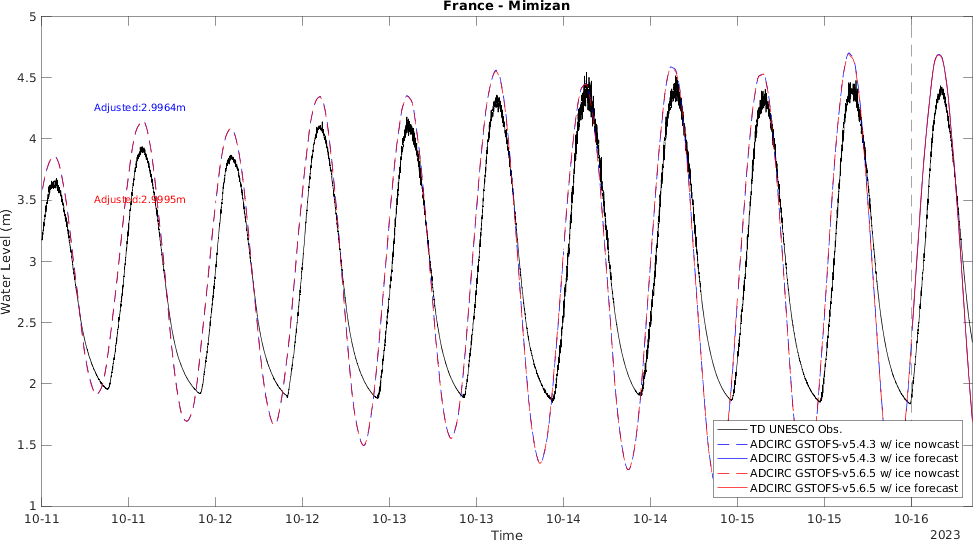 France - Mimizan
5
4.5
4
3.5
3
2.5
2
1.5
1
Water Level (m)
Adjusted:2.9964m
Adjusted:2.9995m
TD UNESCO Obs.
ADCIRC GSTOFS-v5.4.3 w/ ice nowcast
ADCIRC GSTOFS-v5.4.3 w/ ice forecast
ADCIRC GSTOFS-v5.6.5 w/ ice nowcast
ADCIRC GSTOFS-v5.6.5 w/ ice forecast
10-11 10-11 10-12 10-12 10-13 10-13 10-14 10-14 10-15 10-15 10-16
Time
2023